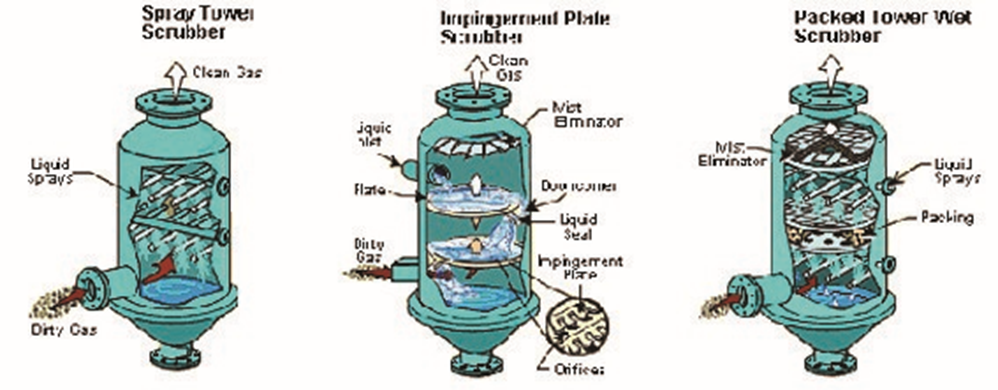 Spray Tower
Scrubber
Clean Gas
Liquid
Sprays
Dirty Gas
Impingement Plate
Scrubber
Clean
Gas
Mist
Eliminator
Liquid
Inlet
Plate
Downcomer
Liquid
Seal
Dirty
Gas
Impingement
Plate
Orifices
Packed Tower Wet
Scrubber
Mist
Eliminator
Liquid
Sprays
Packing